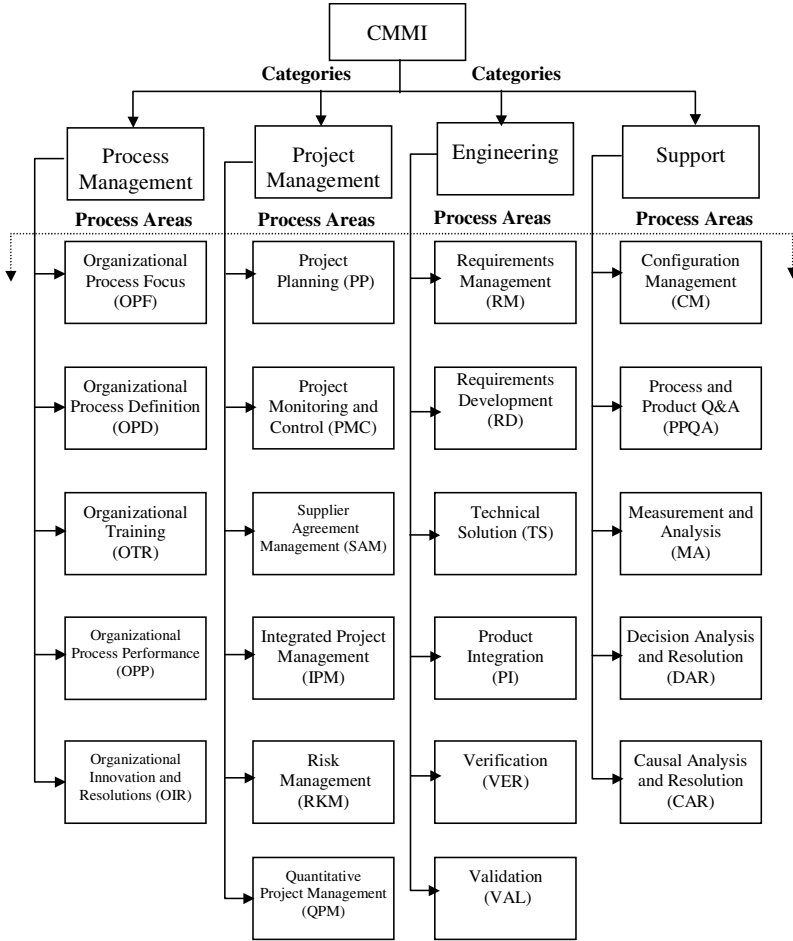 CMMI
Categories
Categories
Process
Management
Project
Management
Engineering
Support
Process Areas
Process Areas
Process Areas
Process Areas
Organizational
Process Focus
(OPF)
Project
Planning (PP)
Requirements
Management
(RM)
Configuration
Management
(CM)
Organizational
Process Definition
(OPD)
Project
Monitoring and
Control (PMC)
Requirements
Development
(RD)
Process and
Product Q&A
(PPQA)
Organizational
Training
(OTR)
Supplier
Agreement
Management (SAM)
Technical
Solution (TS)
Measurement and
Analysis
(MA)
Organizational
Process Performance
(OPP)
Integrated Project
Management
(IPM)
Product
Integration
(PI)
Decision Analysis
and Resolution
(DAR)
Organizational
Innovation and
Resolutions (OIR)
Risk
Management
(RKM)
Verification
(VER)
Causal Analysis
and Resolution
(CAR)
Quantitative
Project Management
(QPM)
Validation
(VAL)